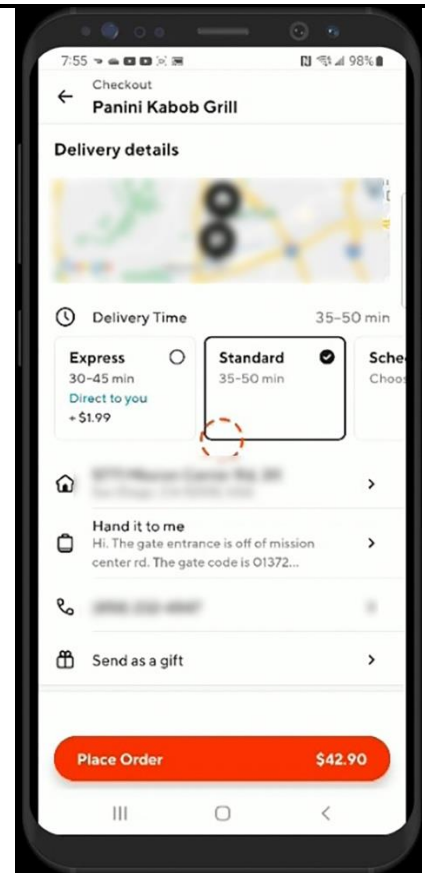 7:55 98%
Checkout
Panini Kabob Grill
Delivery details
Delivery Time 35–50 min
Express Standard Sche
30–45 min 35–50 min Choos
Direct to you
+ $1.99
Hand it to me
Hi. The gate entrance is off of mission
center rd. The gate code is 01372...
Send as a gift
Place Order $42.90